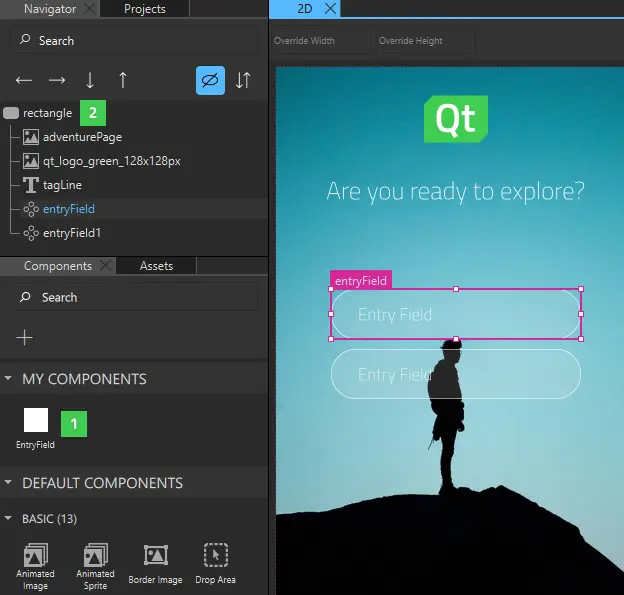 Navigator
Projects
Search
rectangle
2
adventurePage
qt_logo_green_128x128px
tagLine
entryField
entryField1
Components
Assets
Search
MY COMPONENTS
EntryField
1
DEFAULT COMPONENTS
BASIC (13)
Animated Image
Animated Sprite
Border Image
Drop Area
2D
Override Width
Override Height
Qt
Are you ready to explore?
entryField
Entry Field
Entry Field